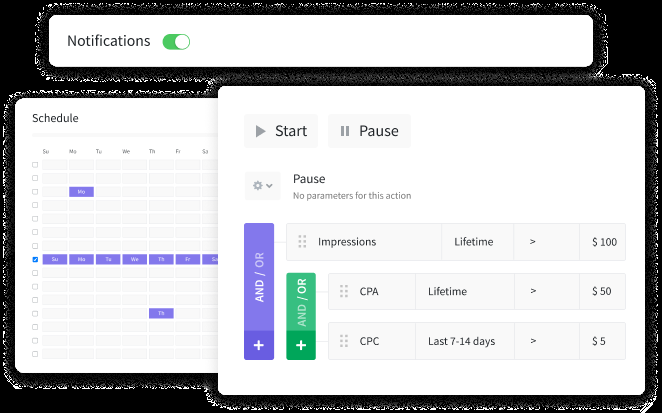 Notifications
Schedule
Su Mo Tu We Th Fr Sa
Mo
Su Mo Tu We Th Fr Sa
Th
Start Pause
Pause
No parameters for this action
AND / OR
Impressions Lifetime > $ 100
AND / OR
CPA Lifetime > $ 50
CPC Last 7-14 days > $ 5
+ +